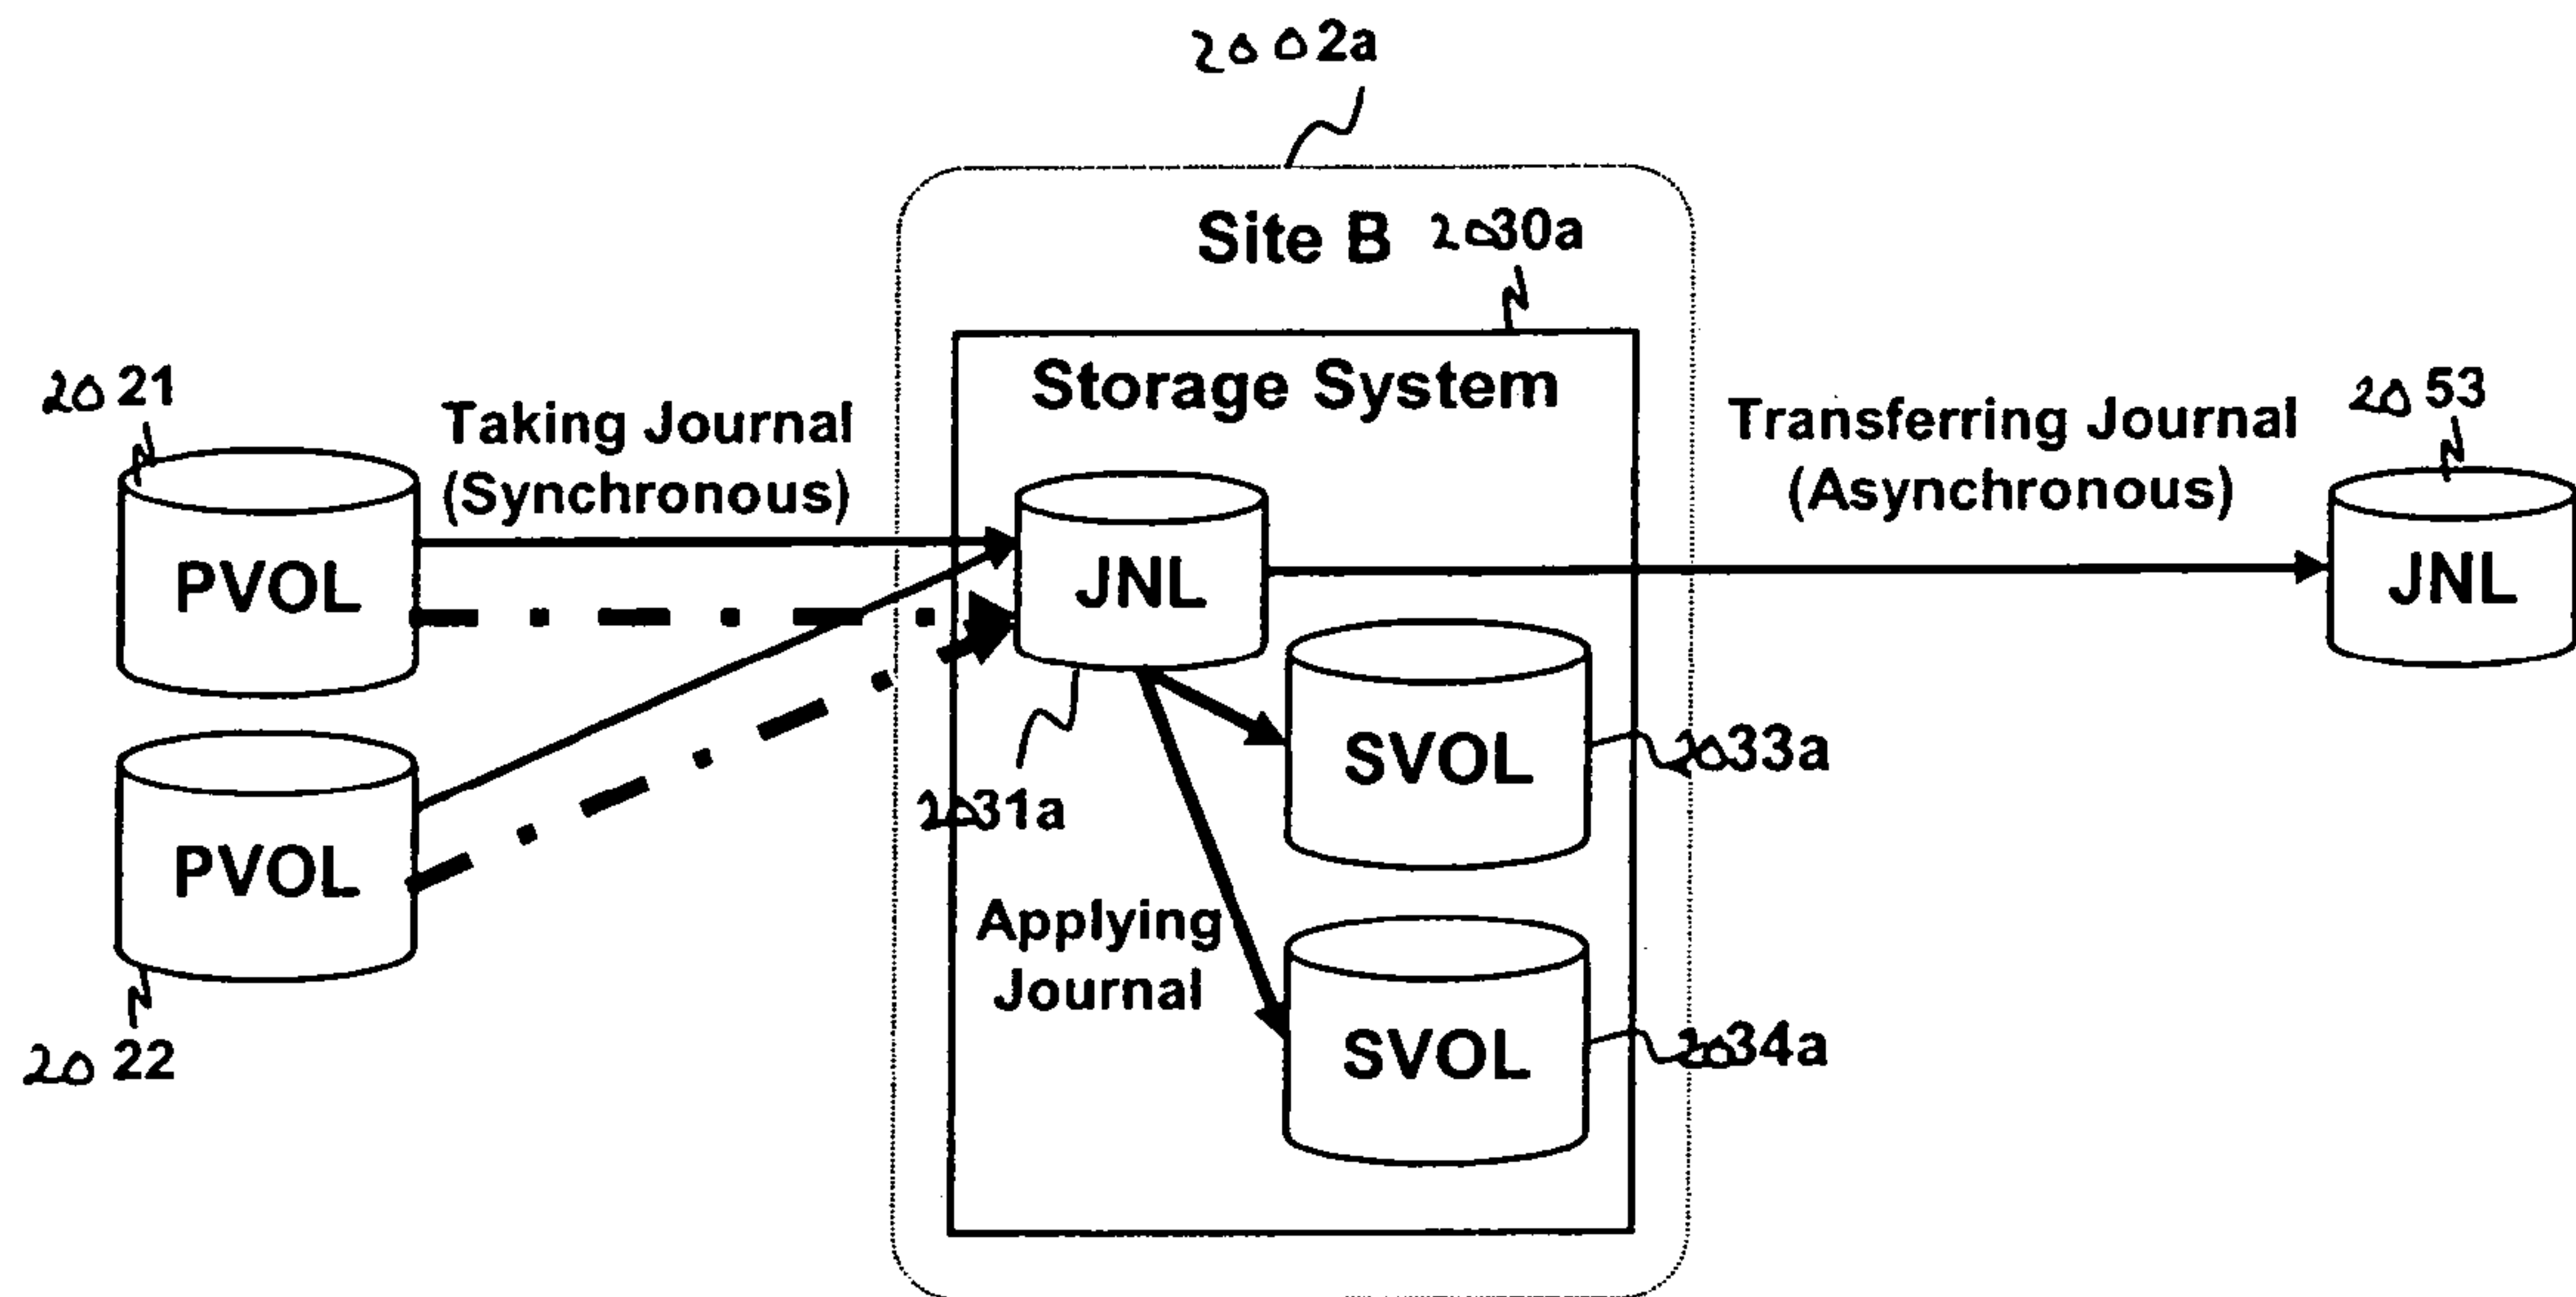 2002a
Site B 2030a
Storage System
2021
Taking Journal
(Synchronous)
Transferring Journal
(Asynchronous)
2053
PVOL
JNL
JNL
SVOL
2033a
2031a
PVOL
Applying
Journal
SVOL
2034a
2022